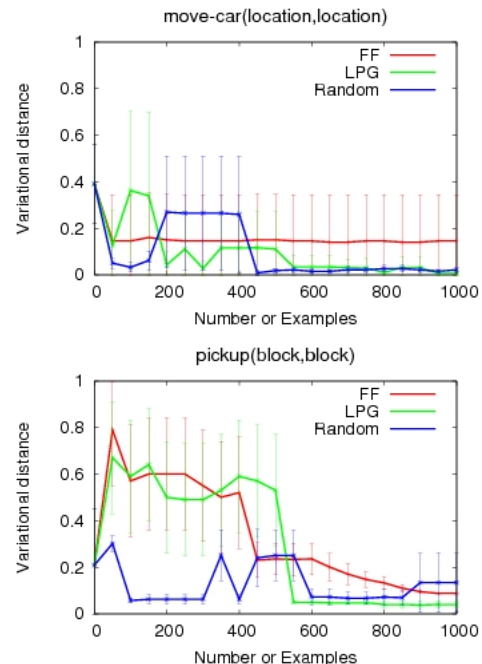 move-car(location,location)
FF
LPG
Random
1
0.8
0.6
0.4
0.2
0
Variational distance
0 200 400 600 800 1000
Number or Examples
pickup(block,block)
FF
LPG
Random
1
0.8
0.6
0.4
0.2
0
Variational distance
0 200 400 600 800 1000
Number or Examples